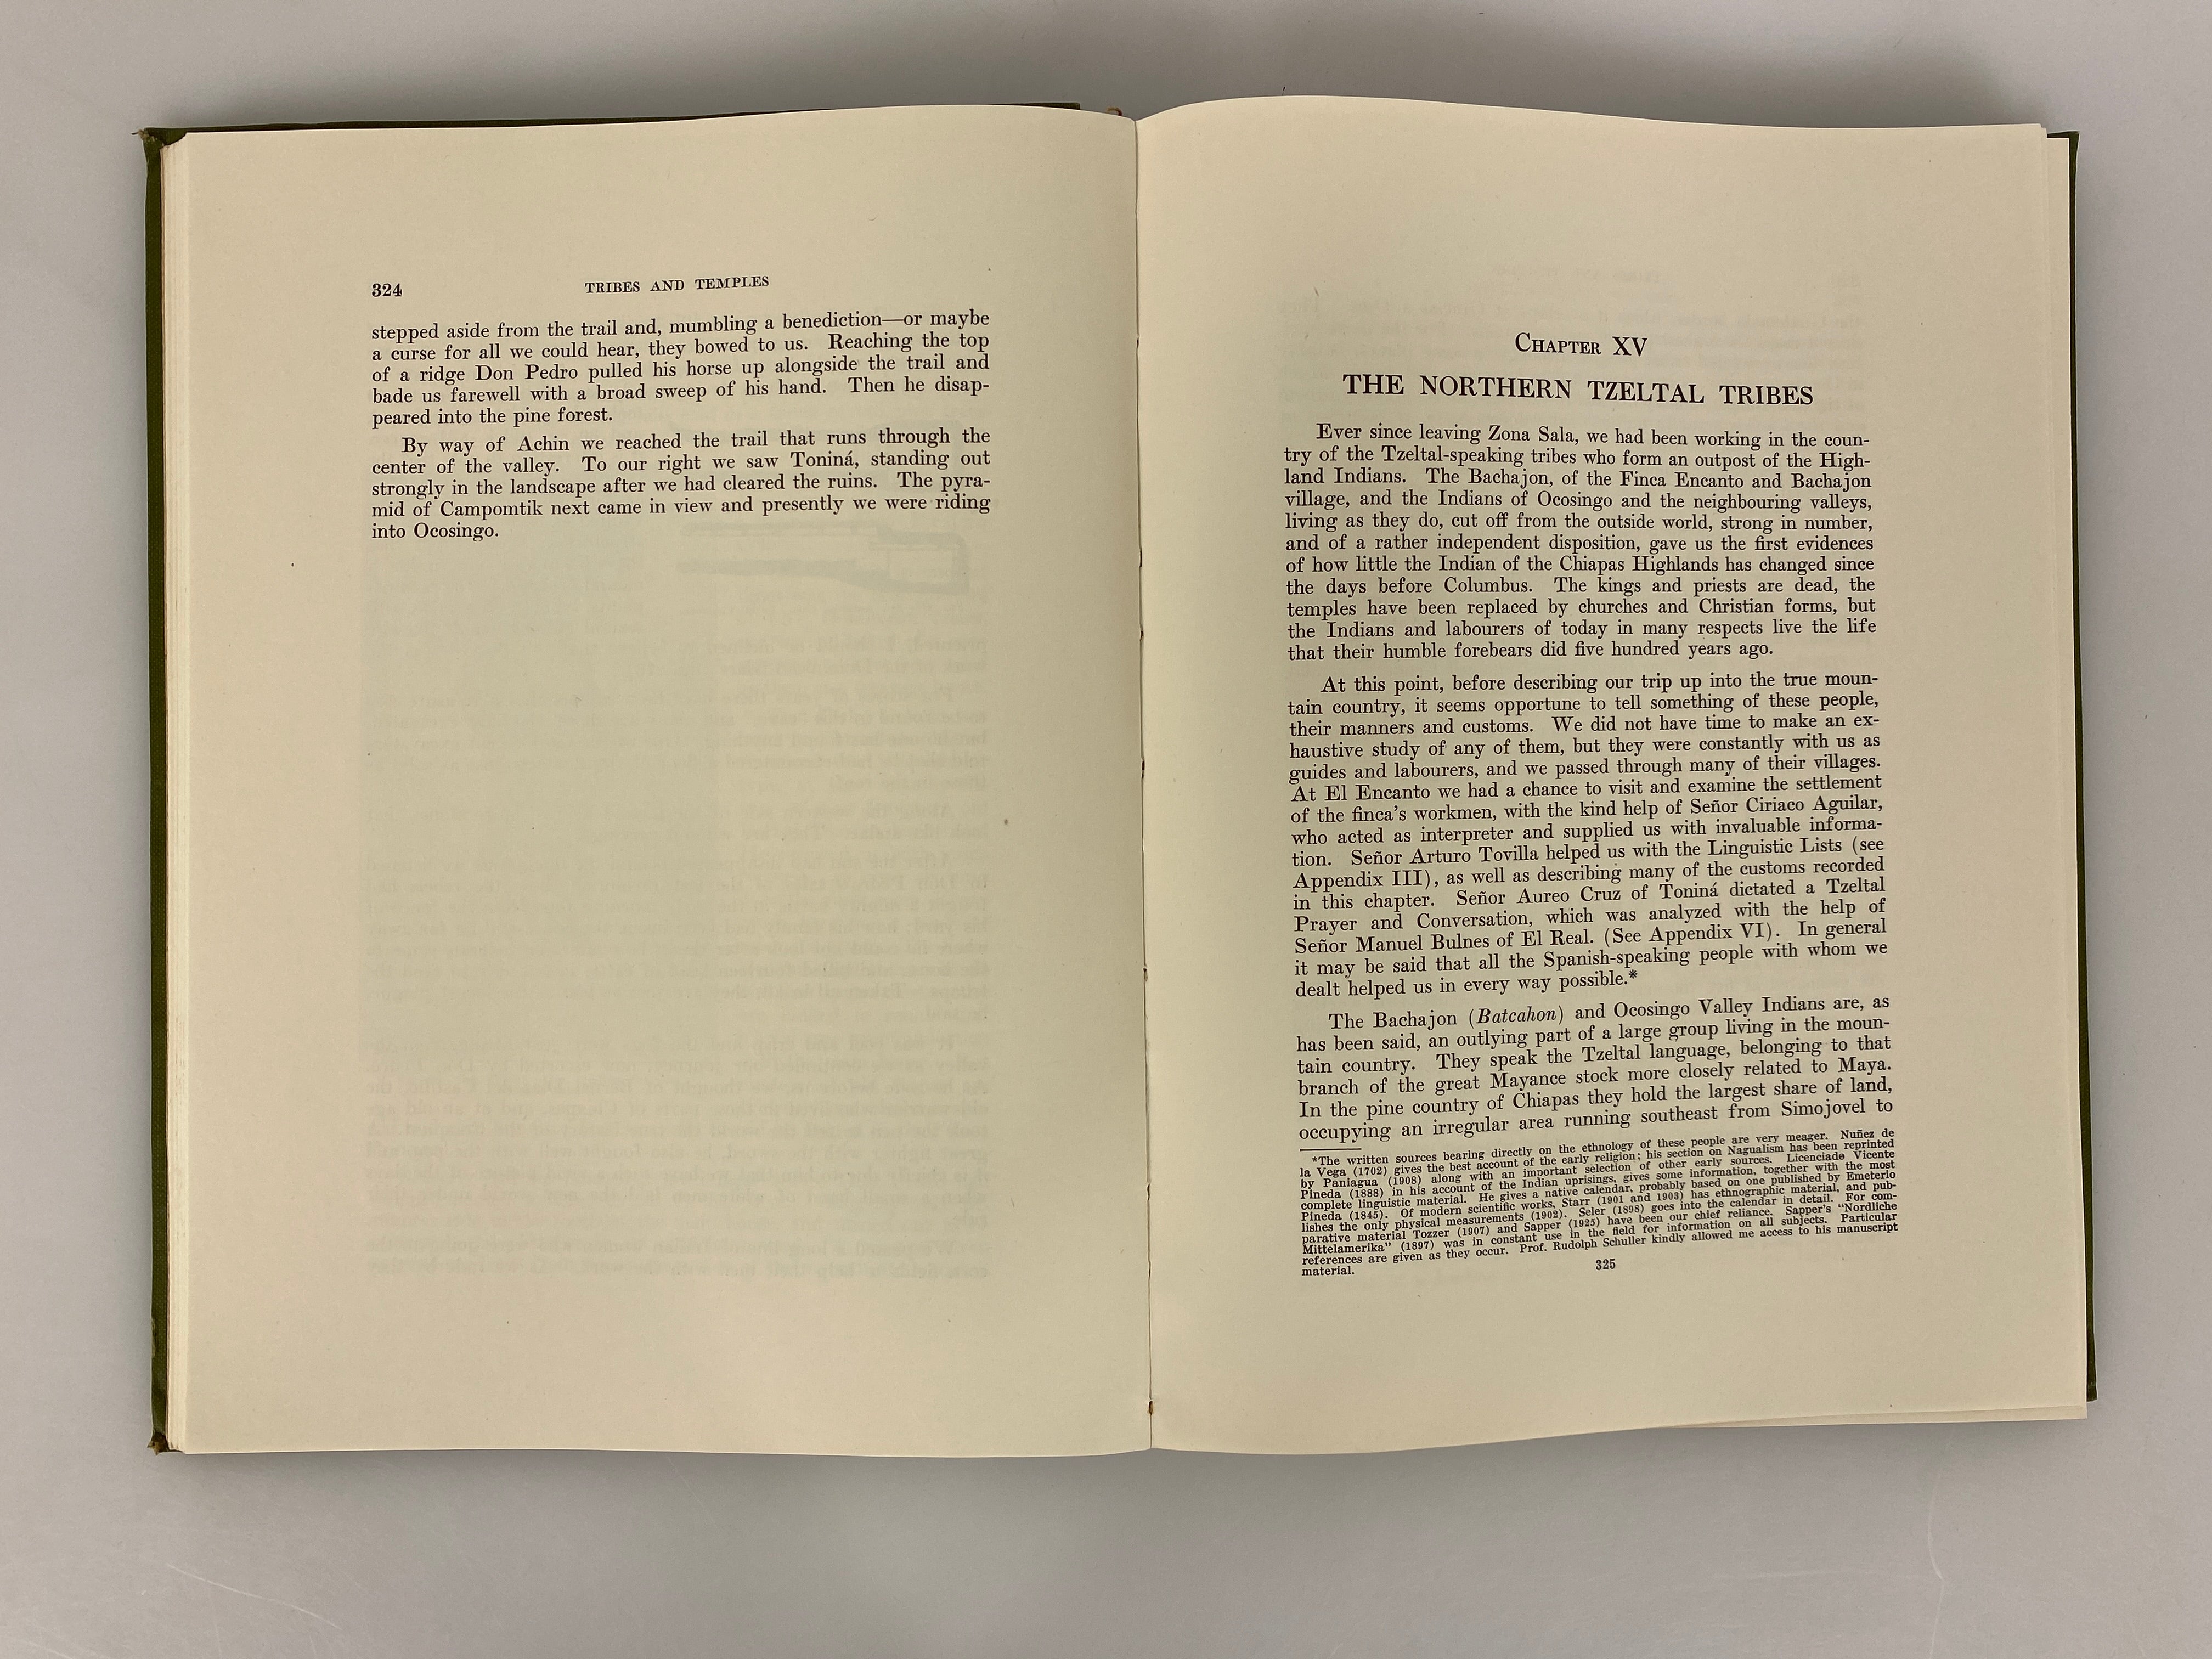 324 TRIBES AND TEMPLES
stepped aside from the trail and, mumbling a benediction—or maybe
a curse for all we could hear, they bowed to us. Reaching the top
of a ridge Don Pedro pulled his horse up alongside the trail and
bade us farewell with a broad sweep of his hand. Then he disap-
peared into the pine forest.
By way of Achin we reached the trail that runs through the
center of the valley. To our right we saw Toniná, standing out
strongly in the landscape after we had cleared the ruins. The pyra-
mid of Campomtik next came in view and presently we were riding
into Ocosingo.
CHAPTER XV
THE NORTHERN TZELTAL TRIBES
Ever since leaving Zona Sala, we had been working in the coun-
try of the Tzeltal-speaking tribes who form an outpost of the High-
land Indians. The Bachajon, of the Finca Encanto and Bachajon
village, and the Indians of Ocosingo and the neighbouring valleys,
living as they do, cut off from the outside world, strong in number,
and of a rather independent disposition, gave us the first evidences
of how little the Indian of the Chiapas Highlands has changed since
the days before Columbus. The kings and priests are dead, the
temples have been replaced by churches and Christian forms, but
the Indians and labourers of today in many respects live the life
that their humble forebears did five hundred years ago.
At this point, before describing our trip up into the true moun-
tain country, it seems opportune to tell something of these people,
their manners and customs. We did not have time to make an ex-
haustive study of any of them, but they were constantly with us as
guides and labourers, and we passed through many of their villages.
At El Encanto we had a chance to visit and examine the settlement
of the finca's workmen, with the kind help of Señor Ciriaco Aguilar,
who acted as interpreter and supplied us with invaluable informa-
tion. Señor Arturo Tovilla helped us with the Linguistic Lists (see
Appendix III), as well as describing many of the customs recorded
in this chapter. Señor Aureo Cruz of Toniná dictated a Tzeltal
Prayer and Conversation, which was analyzed with the help of
Señor Manuel Bulnes of El Real. (See Appendix VI). In general
it may be said that all the Spanish-speaking people with whom we
dealt helped us in every way possible.*
The Bachajon (Batcahon) and Ocosingo Valley Indians are, as
has been said, an outlying part of a large group living in the moun-
tain country. They speak the Tzeltal language, belonging to that
branch of the great Mayance stock more closely related to Maya.
In the pine country of Chiapas they hold the largest share of land,
occupying an irregular area running southeast from Simojovel to
*The written sources bearing directly on the ethnology of these people are very meager. Nuñez de
la Vega (1702) gives the best account of the early religion; his section on Nagualism has been reprinted
by Paniagua (1908) along with an important selection of other early sources. Licenciade Vicente
Pineda (1888) in his account of the Indian uprisings, gives some information, together with the most
complete linguistic material. He gives a native calendar, probably based on one published by Emeterio
Pineda (1845). Of modern scientific works, Starr (1901 and 1903) has ethnographic material, and pub-
lishes the only physical measurements (1902). Seler (1898) goes into the calendar in detail. For com-
parative material Tozzer (1907) and Sapper (1925) have been our chief reliance. Sapper's "Nordliche
Mittelamerika" (1897) was in constant use in the field for information on all subjects. Particular
references are given as they occur. Prof. Rudolph Schuller kindly allowed me access to his manuscript
material.
325